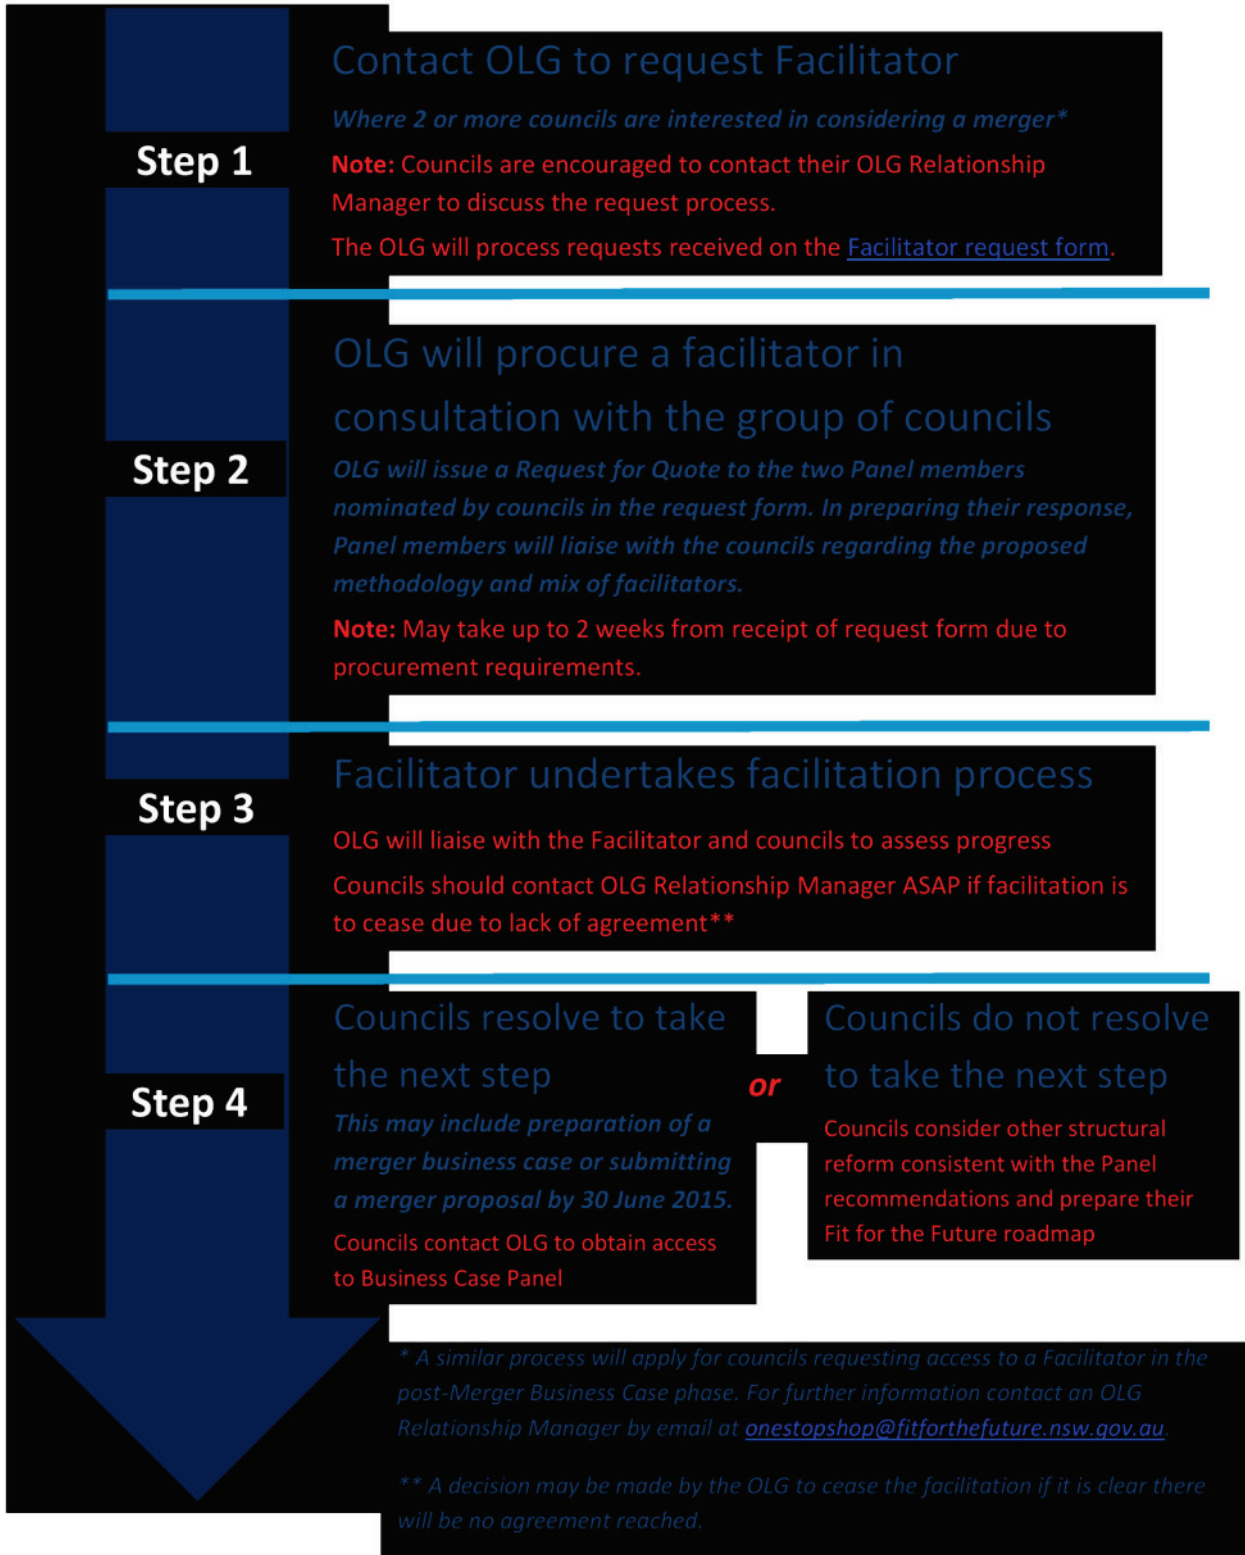 Contact OLG to request Facilitator
Where 2 or more councils are interested in considering a merger*
Step 1
Note: Councils are encouraged to contact their OLG Relationship
Manager to discuss the request process.
The OLG will process requests received on the Facilitator request form.
OLG will procure a facilitator in
consultation with the group of councils
Step 2
OLG will issue a Request for Quote to the two Panel members
nominated by councils in the request form. In preparing their response,
Panel members will liaise with the councils regarding the proposed
methodology and mix of facilitators.
Note: May take up to 2 weeks from receipt of request form due to
procurement requirements.
Facilitator undertakes facilitation process
Step 3
OLG will liaise with the Facilitator and councils to assess progress
Councils should contact OLG Relationship Manager ASAP if facilitation is
to cease due to lack of agreement**
Step 4
Councils resolve to take
the next step
This may include preparation of a
merger business case or submitting
a merger proposal by 30 June 2015.
Councils contact OLG to obtain access
to Business Case Panel
or
Councils do not resolve
to take the next step
Councils consider other structural
reform consistent with the Panel
recommendations and prepare their
Fit for the Future roadmap
* A similar process will apply for councils requesting access to a Facilitator in the
post-Merger Business Case phase. For further information contact an OLG
Relationship Manager by email at onestopshop@fitforthefuture.nsw.gov.au.
** A decision may be made by the OLG to cease the facilitation if it is clear there
will be no agreement reached.